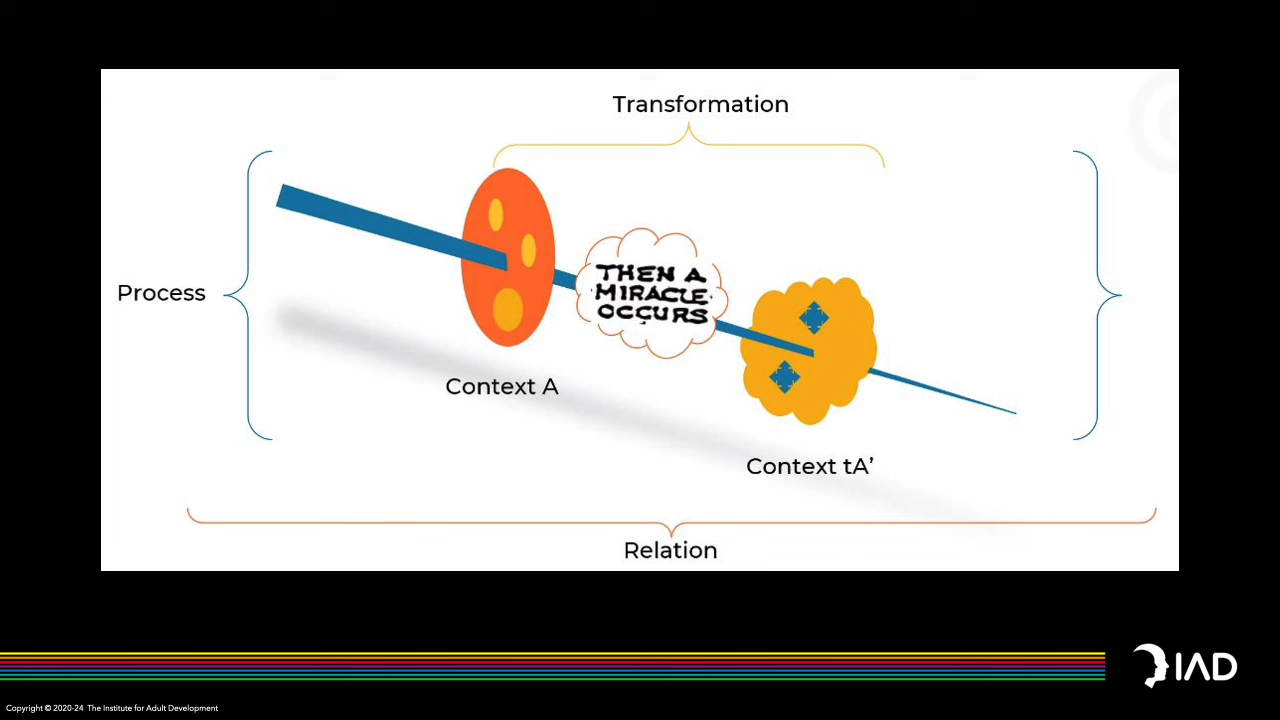 Transformation
Process
THEN A
MIRACLE
OCCURS
Context A
Context tA’
Relation
IAD
Copyright © 2020-24 The Institute for Adult Development